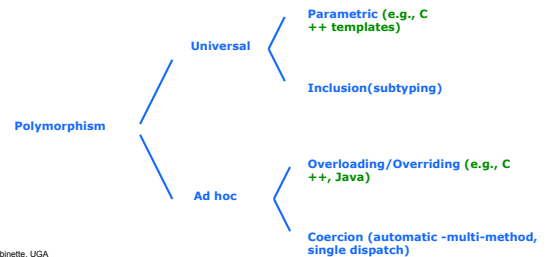 Parametric (e.g., C
++ templates)
Universal
Inclusion(subtyping)
Polymorphism
Overloading/Overriding (e.g., C
++, Java)
Ad hoc
Coercion (automatic -multi-method,
single dispatch)
binette, UGA